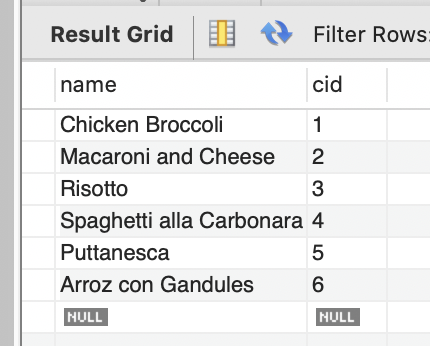 Result Grid Filter Rows:
name cid
Chicken Broccoli 1
Macaroni and Cheese 2
Risotto 3
Spaghetti alla Carbonara 4
Puttanesca 5
Arroz con Gandules 6
NULL NULL